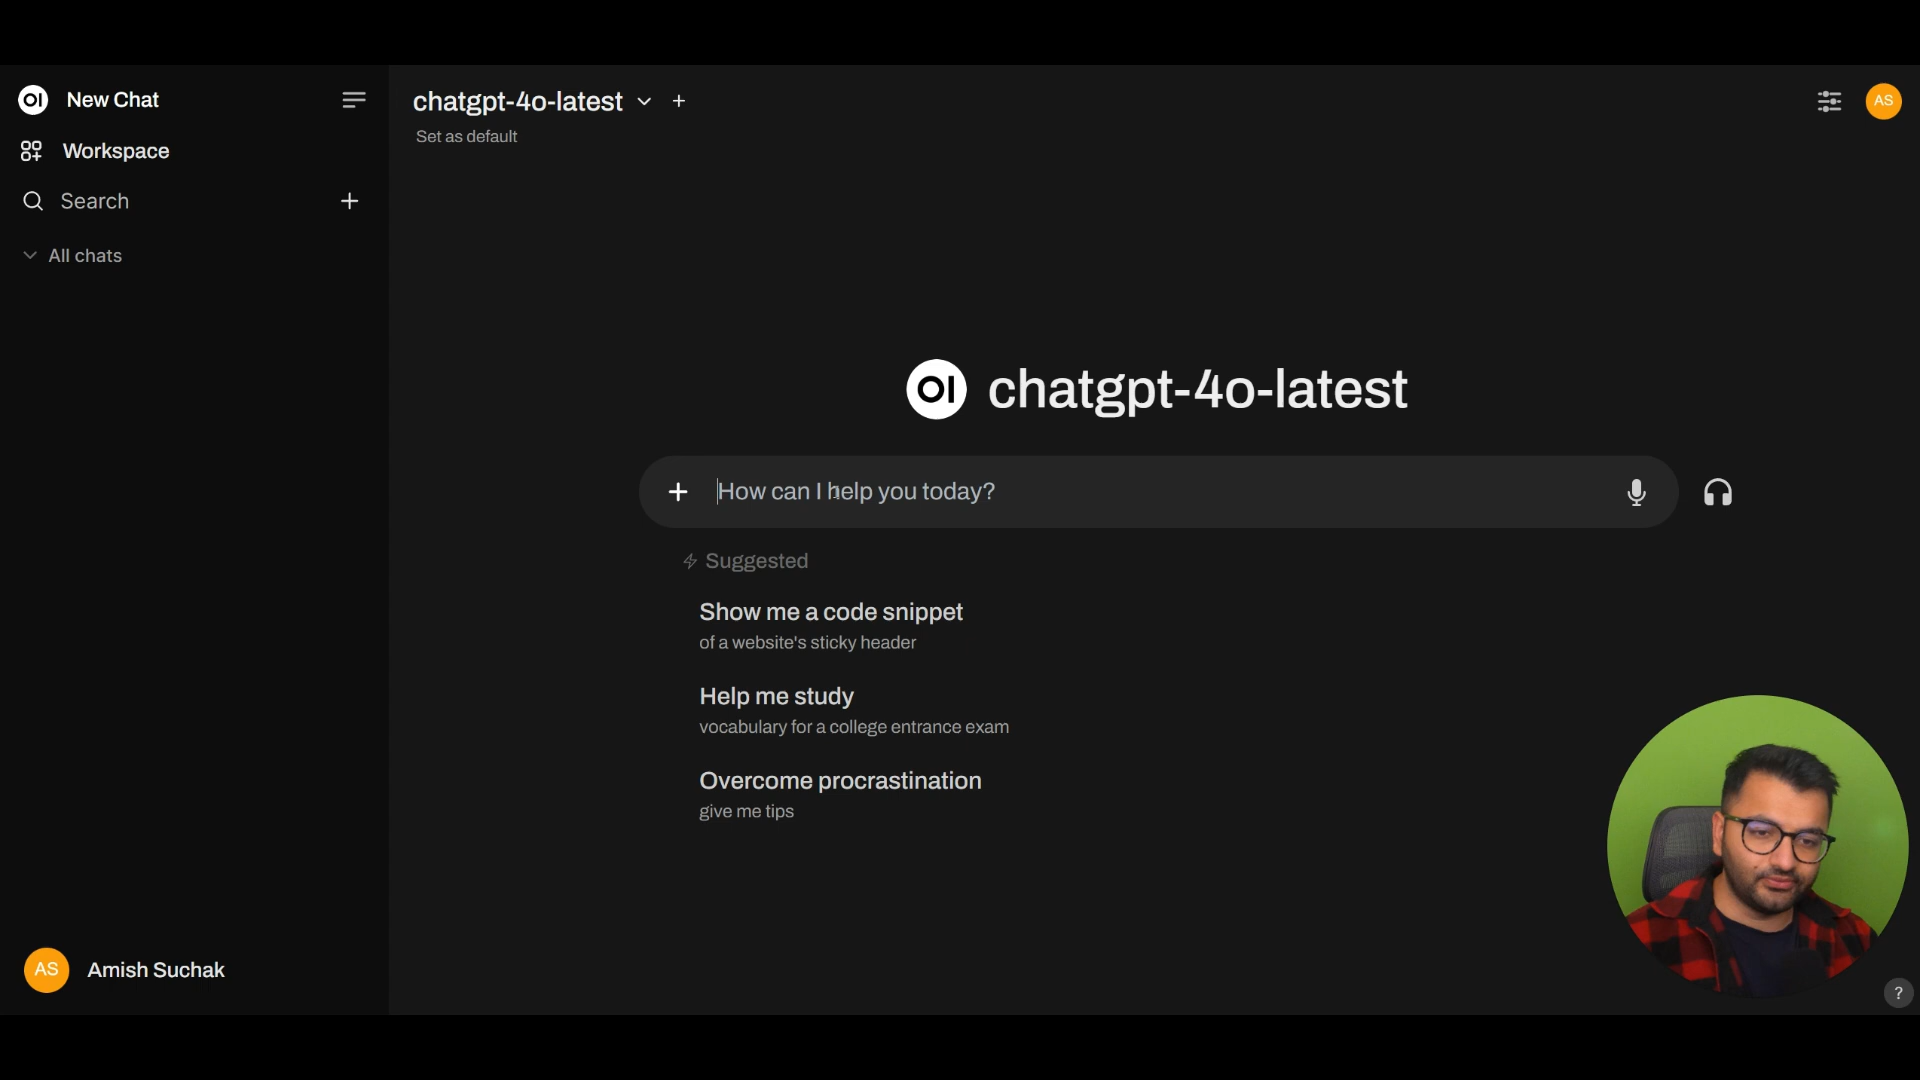 OI New Chat
Workspace
Search
All chats
AS Amish Suchak
chatgpt-4o-latest
Set as default
AS
OI chatgpt-4o-latest
How can I help you today?
Suggested
Show me a code snippet
of a website's sticky header
Help me study
vocabulary for a college entrance exam
Overcome procrastination
give me tips
?